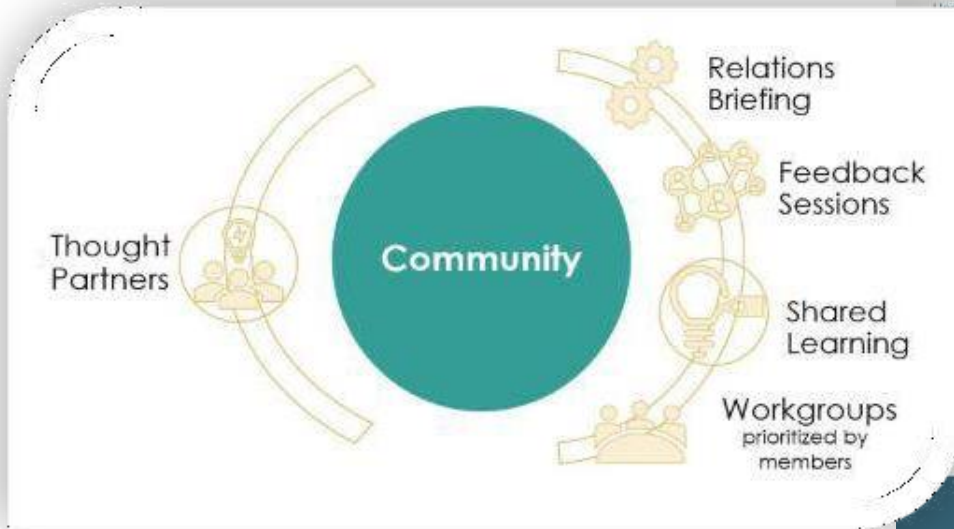 Thought
Partners
Community
Relations
Briefing
Feedback
Sessions
Shared
Learning
Workgroups
prioritized by
members